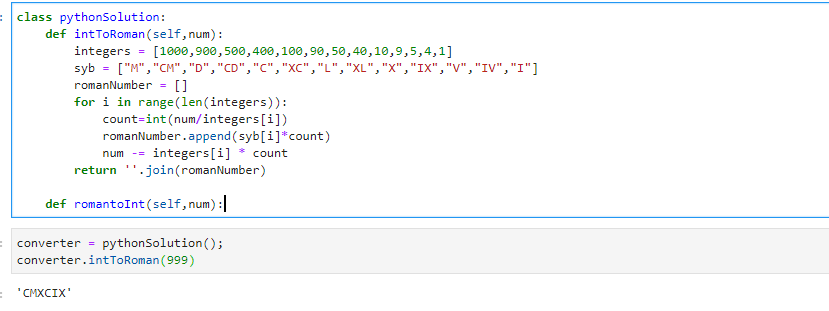 class pythonSolution:
    def intToRoman(self,num):
        integers = [1000,900,500,400,100,90,50,40,10,9,5,4,1]
        syb = ["M","CM","D","CD","C","XC","L","XL","X","IX","V","IV","I"]
        romanNumber = []
        for i in range(len(integers)):
            count=int(num/integers[i])
            romanNumber.append(syb[i]*count)
            num -= integers[i] * count
        return ''.join(romanNumber)
    def romantoInt(self,num):
converter = pythonSolution();
converter.intToRoman(999)
'CMXCIX'